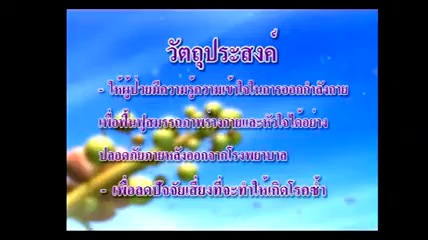 วัตถุประสงค์
- ให้ผู้ป่วยมีความรู้ความเข้าใจในการออกกำลังกาย
เพื่อฟื้นฟูสมรรถภาพร่างกายและหัวใจได้อย่าง
ปลอดภัยภายหลังออกจากโรงพยาบาล
- เพื่อลดปัจจัยเสี่ยงที่จะทำให้เกิดโรคซ้ำ